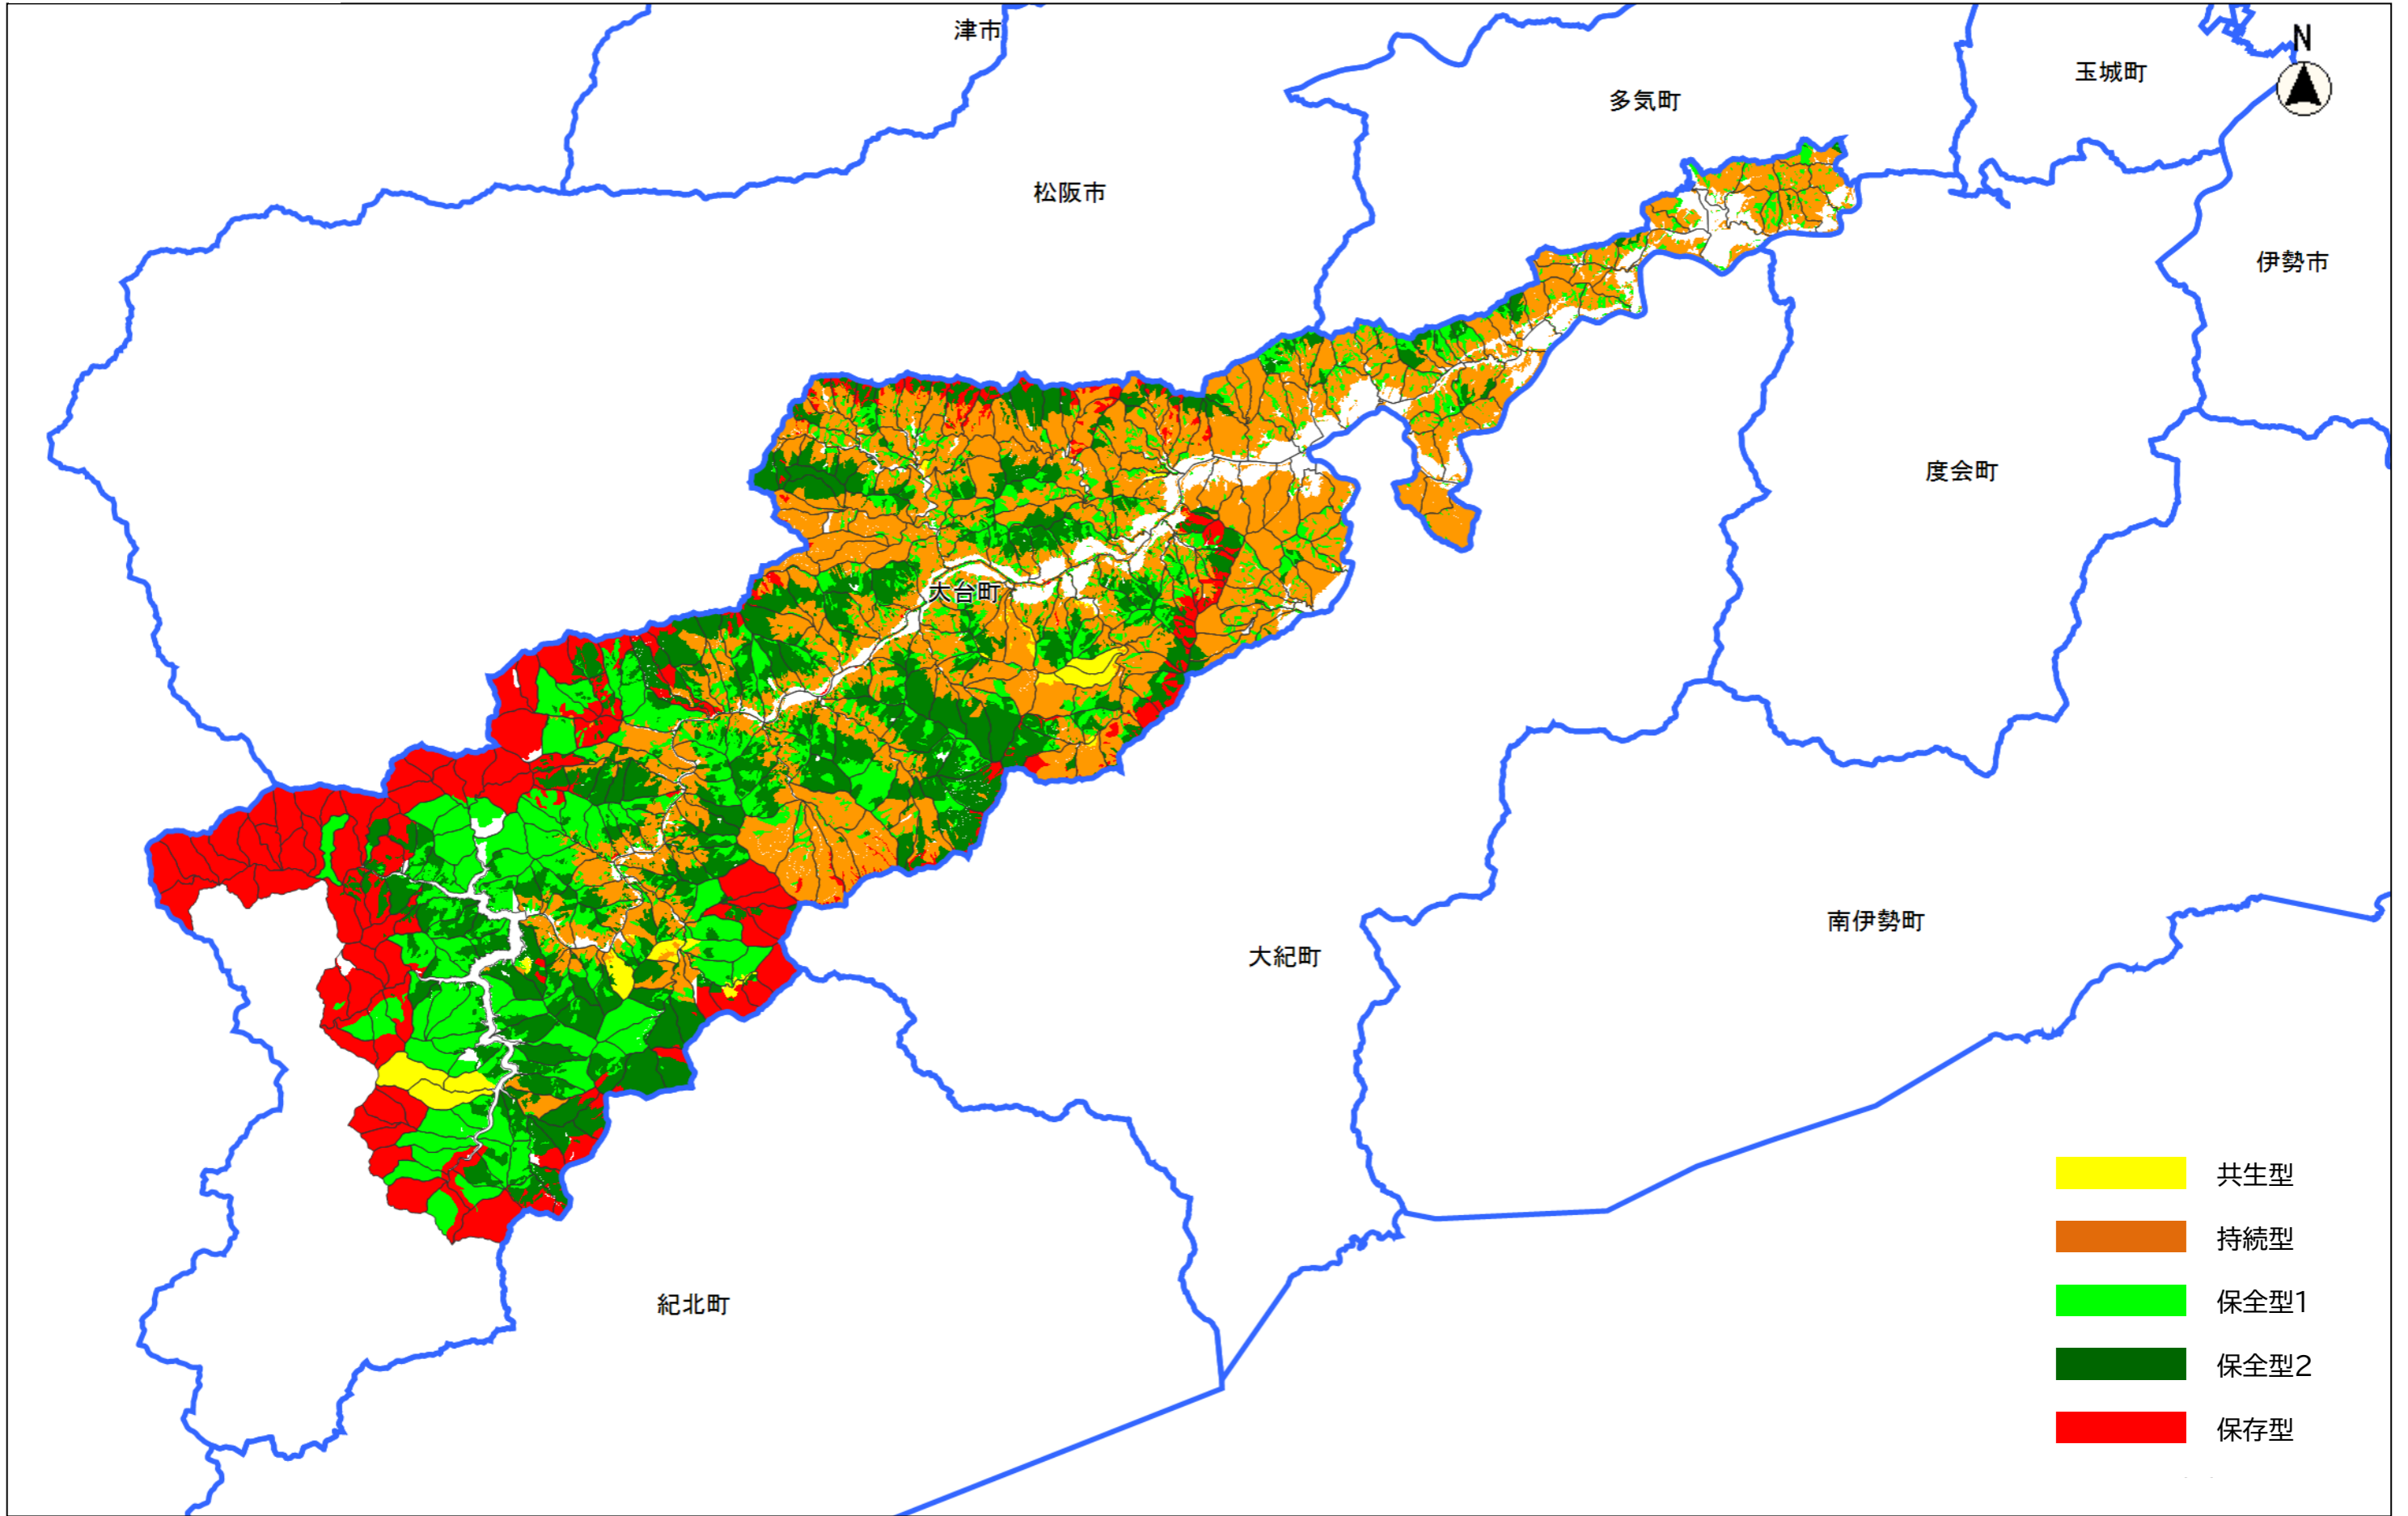 津市
N
玉城町
多気町
松阪市
伊勢市
度会町
大台町
南伊勢町
大紀町
紀北町
共生型
持続型
保全型1
保全型2
保存型